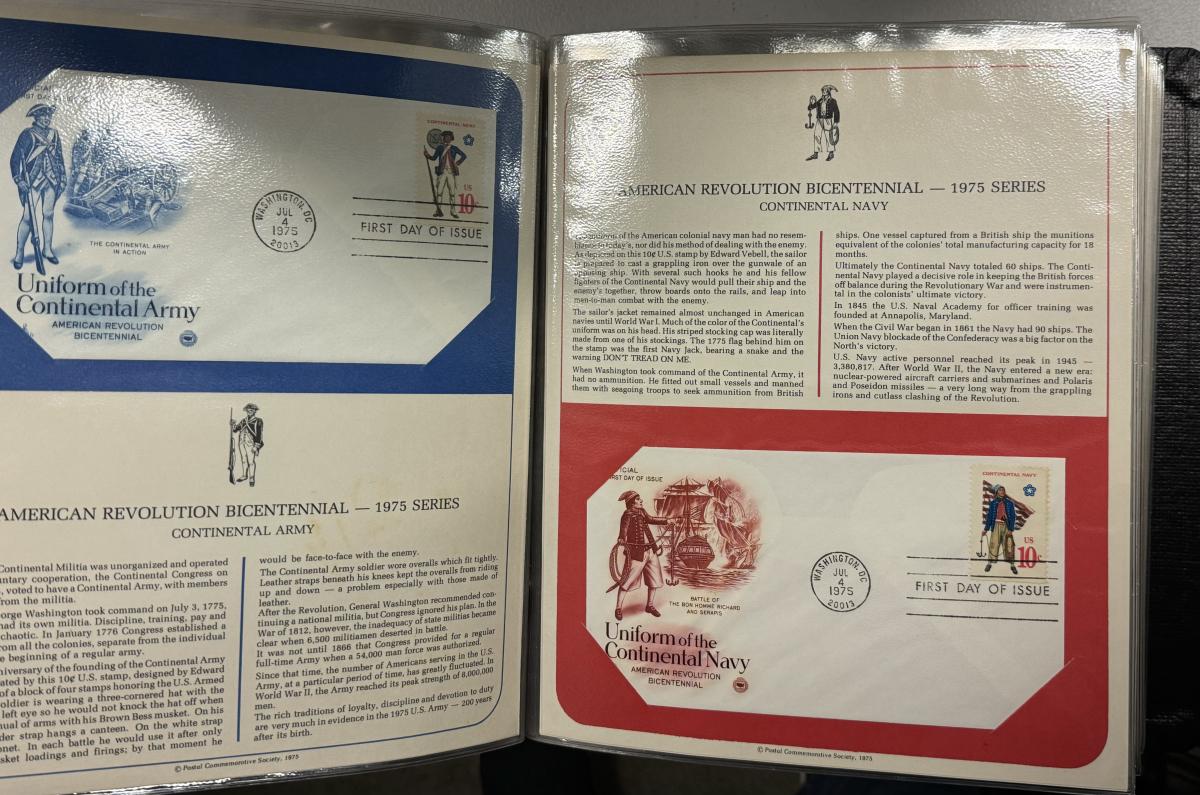 CIAL
RST DAY OF
CONTINENTAL
US
10c
WASHINGTON, DC
JUL
4
1975
20013
FIRST DAY OF ISSUE
THE CONTINENTAL ARMY
IN ACTION
Uniform of the
Continental Army
AMERICAN REVOLUTION
BICENTENNIAL
AMERICAN REVOLUTION BICENTENNIAL — 1975 SERIES
CONTINENTAL ARMY
Continental Militia was unorganized and operated
untary cooperation, the Continental Congress on
, voted to have a Continental Army, with members
from the militia.
orge Washington took command on July 3, 1775,
had its own militia. Discipline, training, pay and
chaotic. In January 1776 Congress established a
rom all the colonies, separate from the individual
e beginning of a regular army.
niversary of the founding of the Continental Army
ated by this 10¢ U.S. stamp, designed by Edward
of a block of four stamps honoring the U.S. Armed
oldier is wearing a three-cornered hat with the
left eye so he would not knock the hat off when
nual of arms with his Brown Bess musket. On his
der strap hangs a canteen. On the white strap
onet. In each battle he would use it after only
sket loadings and firings; by that moment he
would be face-to-face with the enemy.
The Continental Army soldier wore overalls which fit tightly.
Leather straps beneath his knees kept the overalls from riding
up and down — a problem especially with those made of
leather.
After the Revolution, General Washington recommended con-
tinuing a national militia, but Congress ignored his plan. In the
War of 1812, however, the inadequacy of state militias became
clear when 6,500 militiamen deserted in battle.
It was not until 1866 that Congress provided for a regular
full-time Army when a 54,000 man force was authorized.
Since that time, the number of Americans serving in the U.S.
Army, at a particular period of time, has greatly fluctuated. In
World War II, the Army reached its peak strength of 8,000,000
men.
The rich traditions of loyalty, discipline and devotion to duty
are very much in evidence in the 1975 U.S. Army — 200 years
after its birth.
© Postal Commemorative Society, 1975
AMERICAN REVOLUTION BICENTENNIAL — 1975 SERIES
CONTINENTAL NAVY
of the American colonial navy man had no resem-
today's, nor did his method of dealing with the enemy.
As depicted on this 10¢ U.S. stamp by Edward Vebell, the sailor
prepared to cast a grappling iron over the gunwale of an
opposing ship. With several such hooks he and his fellow
fighters of the Continental Navy would pull their ship and the
enemy's together, throw boards onto the rails, and leap into
men-to-man combat with the enemy.
The sailor's jacket remained almost unchanged in American
navies until World War I. Much of the color of the Continental's
uniform was on his head. His striped stocking cap was literally
made from one of his stockings. The 1775 flag behind him on
the stamp was the first Navy Jack, bearing a snake and the
warning DON'T TREAD ON ME.
When Washington took command of the Continental Army, it
had no ammunition. He fitted out small vessels and manned
them with seagoing troops to seek ammunition from British
ships. One vessel captured from a British ship the munitions
equivalent of the colonies' total manufacturing capacity for 18
months.
Ultimately the Continental Navy totaled 60 ships. The Conti-
nental Navy played a decisive role in keeping the British forces
off balance during the Revolutionary War and were instrumen-
tal in the colonists' ultimate victory.
In 1845 the U.S. Naval Academy for officer training was
founded at Annapolis, Maryland.
When the Civil War began in 1861 the Navy had 90 ships. The
Union Navy blockade of the Confederacy was a big factor on the
North's victory.
U.S. Navy active personnel reached its peak in 1945 —
3,380,817. After World War II, the Navy entered a new era:
nuclear-powered aircraft carriers and submarines and Polaris
and Poseidon missiles — a very long way from the grappling
irons and cutlass clashing of the Revolution.
ICIAL
RST DAY OF ISSUE
CONTINENTAL NAVY
US
10c
WASHINGTON, DC
JUL
4
1975
20013
FIRST DAY OF ISSUE
BATTLE OF
THE BON HOMME RICHARD
AND SERAPIS
Uniform of the
Continental Navy
AMERICAN REVOLUTION
BICENTENNIAL
© Postal Commemorative Society, 1975